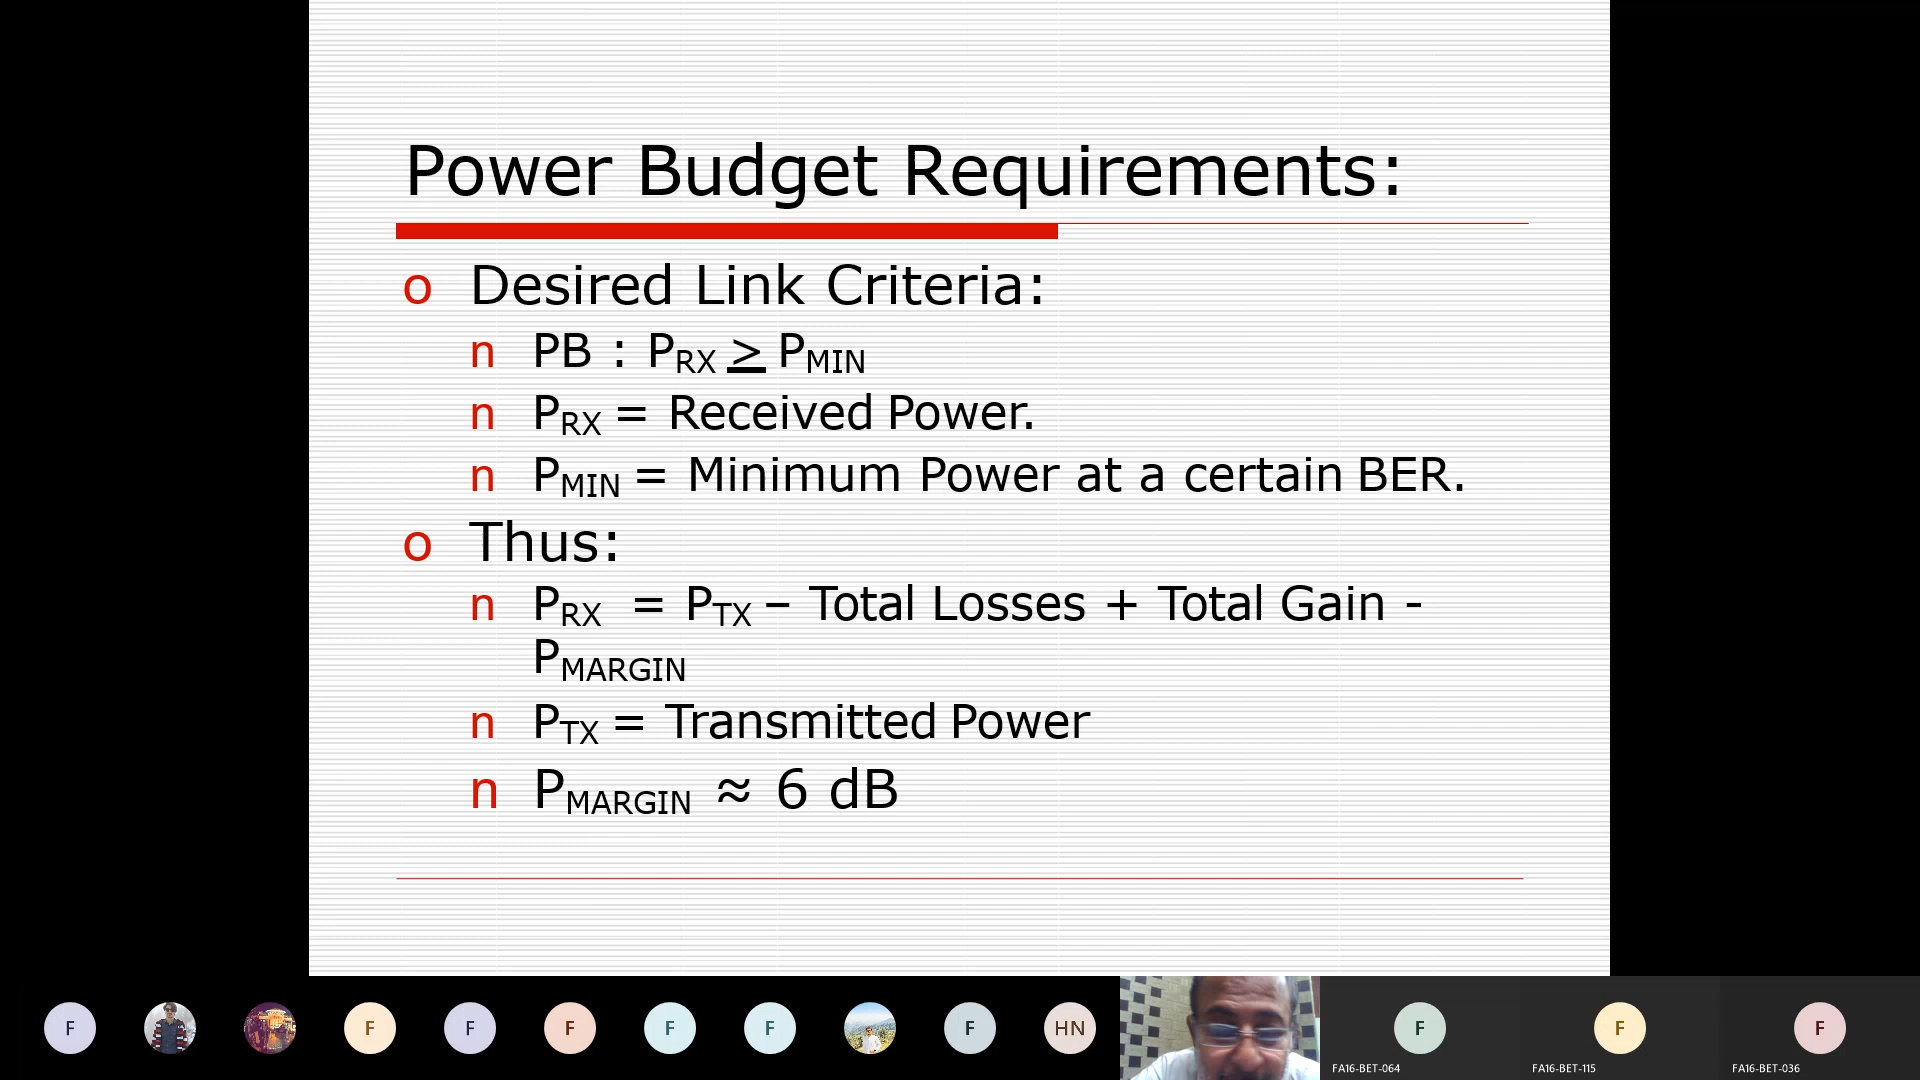 Power Budget Requirements:
o Desired Link Criteria:
n PB : PRX > PMIN
n PRX = Received Power.
n PMIN = Minimum Power at a certain BER.
o Thus:
n PRX = PTX – Total Losses + Total Gain -
PMARGIN
n PTX = Transmitted Power
n PMARGIN ≈ 6 dB
F F F F F F F HN F F F
FA16-BET-064 FA16-BET-115 FA16-BET-036